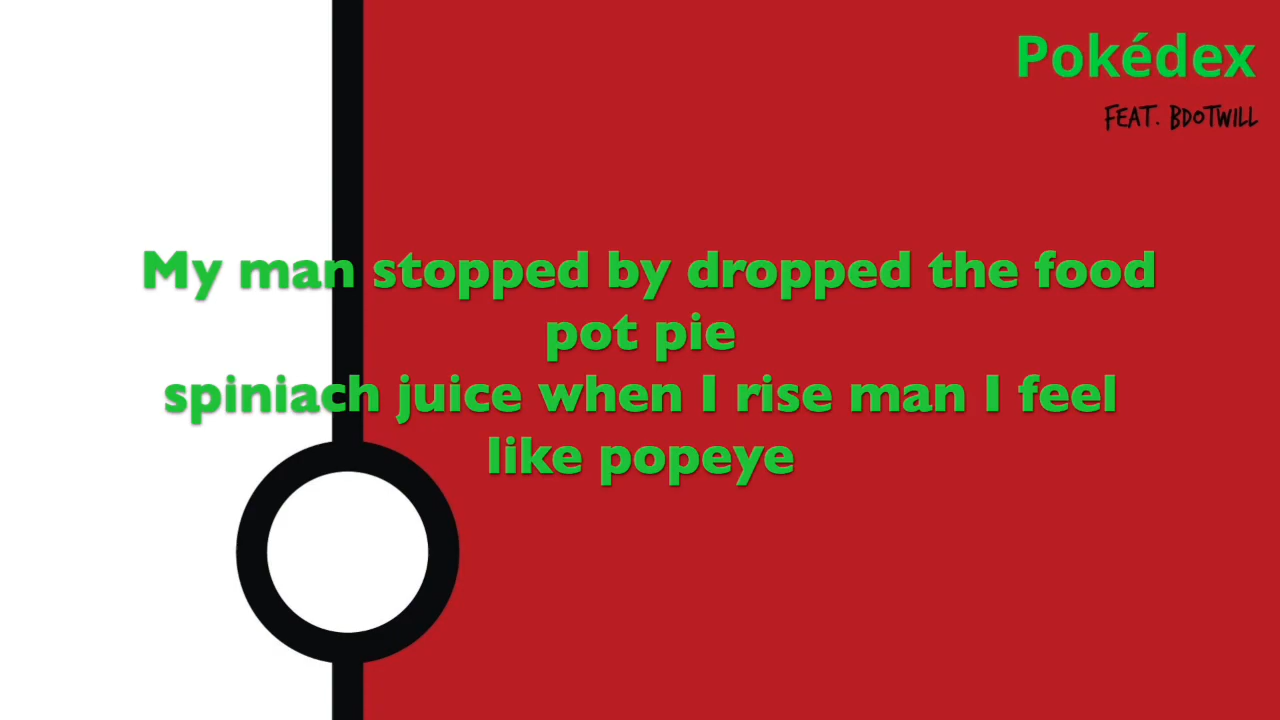 Pokédex
FEAT. BDOTWILL
My man stopped by dropped the food
pot pie
spiniach juice when I rise man I feel
like popeye